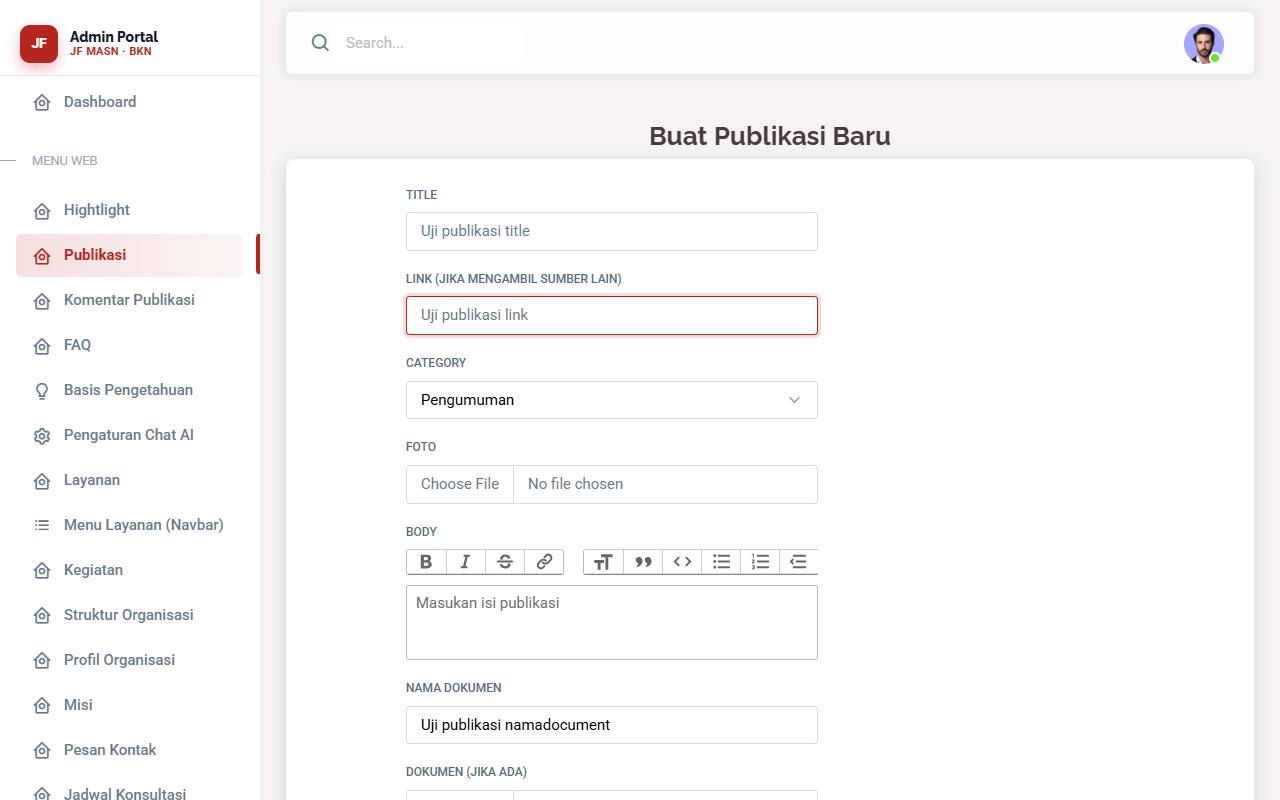 JF
Admin Portal
JF MASN · BKN
Search...
Dashboard
MENU WEB
Hightlight
Publikasi
Komentar Publikasi
FAQ
Basis Pengetahuan
Pengaturan Chat AI
Layanan
Menu Layanan (Navbar)
Kegiatan
Struktur Organisasi
Profil Organisasi
Misi
Pesan Kontak
Jadwal Konsultasi
Buat Publikasi Baru
TITLE
Uji publikasi title
LINK (JIKA MENGAMBIL SUMBER LAIN)
Uji publikasi link
CATEGORY
Pengumuman
FOTO
Choose File No file chosen
BODY
Masukan isi publikasi
NAMA DOKUMEN
Uji publikasi namadocument
DOKUMEN (JIKA ADA)